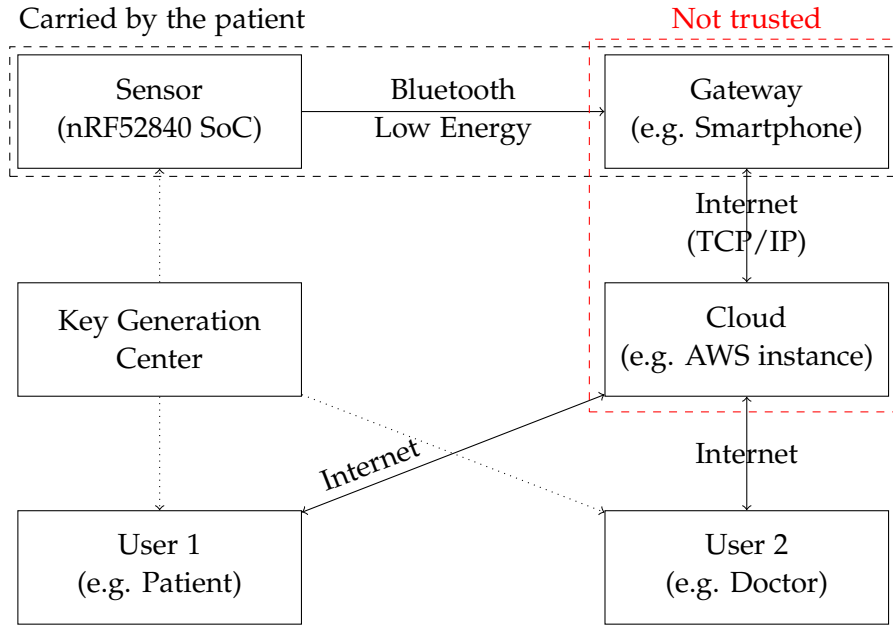 Carried by the patient
Not trusted
Sensor
(nRF52840 SoC)
Bluetooth
Low Energy
Gateway
(e.g. Smartphone)
Internet
(TCP/IP)
Key Generation
Center
Cloud
(e.g. AWS instance)
Internet
Internet
User 1
(e.g. Patient)
User 2
(e.g. Doctor)